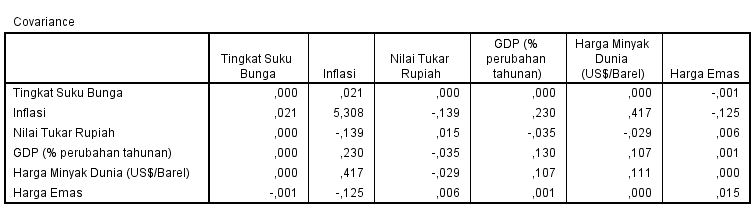 Covariance
Tingkat Suku Bunga Inflasi Nilai Tukar Rupiah GDP (% perubahan tahunan) Harga Minyak Dunia (US$/Barel) Harga Emas
Tingkat Suku Bunga ,000 ,021 ,000 ,000 ,000 -,001
Inflasi ,021 5,308 -,139 ,230 ,417 -,125
Nilai Tukar Rupiah ,000 -,139 ,015 -,035 -,029 ,006
GDP (% perubahan tahunan) ,000 ,230 -,035 ,130 ,107 ,001
Harga Minyak Dunia (US$/Barel) ,000 ,417 -,029 ,107 ,111 ,000
Harga Emas -,001 -,125 ,006 ,001 ,000 ,015